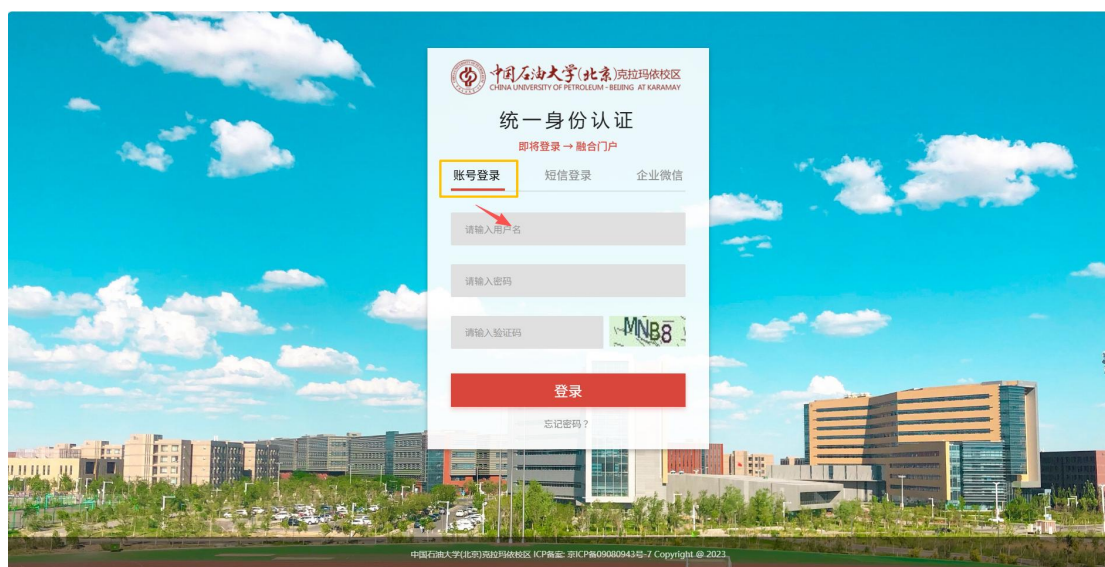 中国石油大学(北京)克拉玛依校区
CHINA UNIVERSITY OF PETROLEUM - BEIJING AT KARAMAY
统一身份认证
即将登录 → 融合门户
账号登录 短信登录 企业微信
请输入用户名
请输入密码
请输入验证码 MNB8
登录
忘记密码？
中国石油大学(北京)克拉玛依校区 ICP备案: 京ICP备09080943号-7 Copyright @ 2023